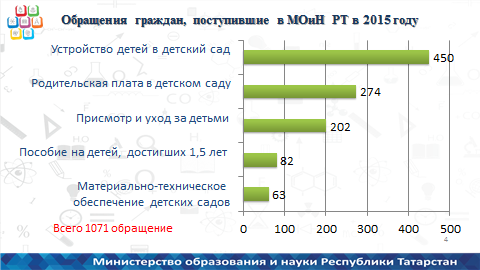 Обращения граждан, поступившие в МОиН РТ в 2015 году
Устройство детей в детский сад
450
Родительская плата в детском саду
274
Присмотр и уход за детьми
202
Пособие на детей, достигших 1,5 лет
82
Материально-техническое
обеспечение детских садов
63
0 100 200 300 400 500
Всего 1071 обращение
4
Министерство образования и науки Республики Татарстан